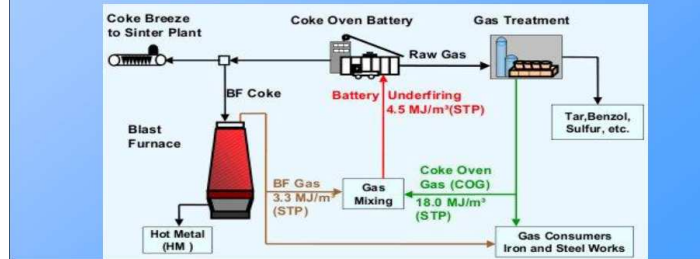 Coke Breeze
to Sinter Plant
Coke Oven Battery
Gas Treatment
Raw Gas
BF Coke
Battery Underfiring
4.5 MJ/m³(STP)
Tar,Benzol,
Sulfur, etc.
Blast
Furnace
BF Gas
3.3 MJ/m³
(STP)
Gas
Mixing
Coke Oven
Gas (COG)
18.0 MJ/m³
(STP)
Hot Metal
(HM )
Gas Consumers
Iron and Steel Works